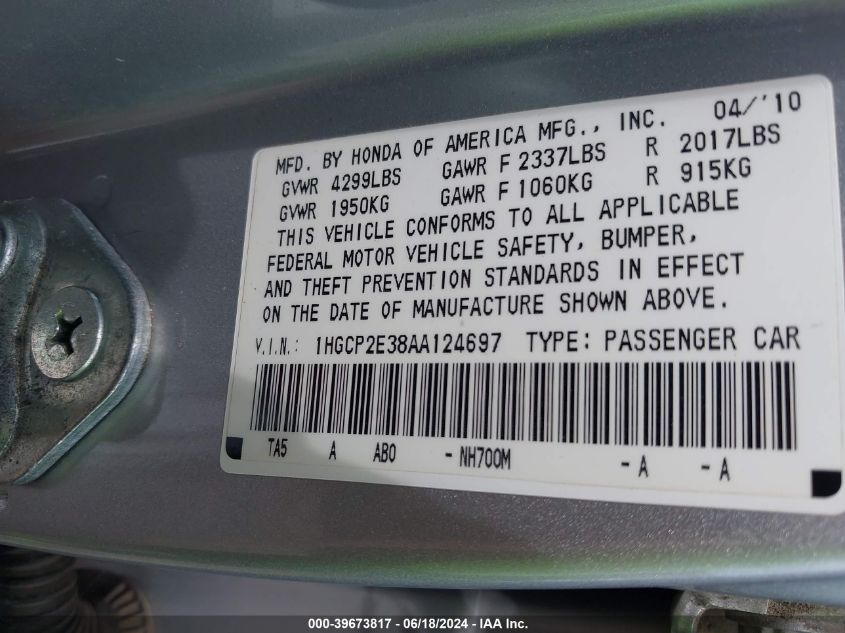 MFD. BY HONDA OF AMERICA MFG., INC. 04/'10
GVWR 4299LBS GAWR F 2337LBS R 2017LBS
GVWR 1950KG GAWR F 1060KG R 915KG
THIS VEHICLE CONFORMS TO ALL APPLICABLE
FEDERAL MOTOR VEHICLE SAFETY, BUMPER,
AND THEFT PREVENTION STANDARDS IN EFFECT
ON THE DATE OF MANUFACTURE SHOWN ABOVE.
V.I.N.: 1HGCP2E38AA124697 TYPE: PASSENGER CAR
TA5 A AB0 - NH700M - A - A
000-39673817 06/18/2024 - IAA Inc.